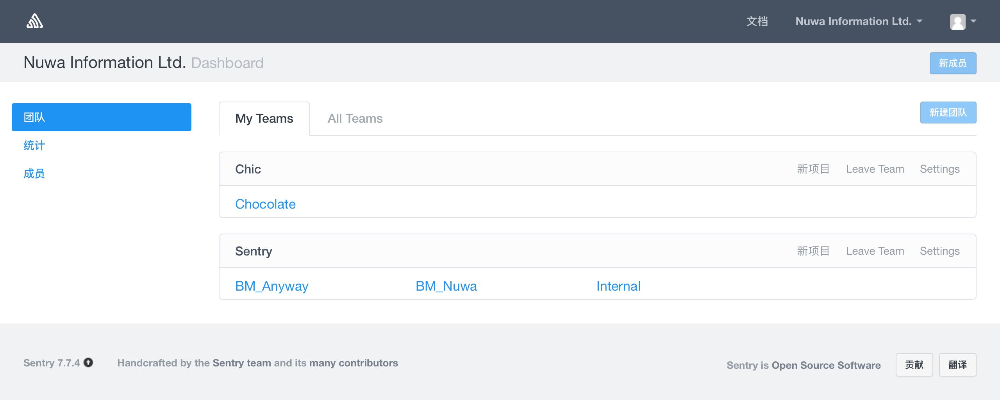 文档 Nuwa Information Ltd.
Nuwa Information Ltd. Dashboard 新成员
团队
统计
成员
My Teams All Teams 新建团队
Chic 新项目 Leave Team Settings
Chocolate
Sentry 新项目 Leave Team Settings
BM_Anyway BM_Nuwa Internal
Sentry 7.7.4 Handcrafted by the Sentry team and its many contributors Sentry is Open Source Software 贡献 翻译